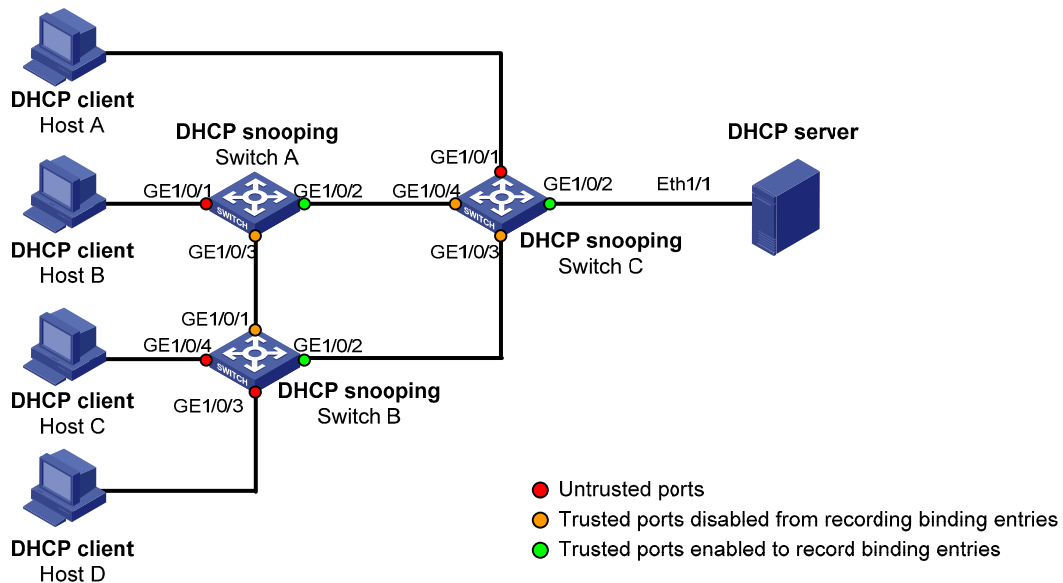 DHCP client
Host A
DHCP snooping
Switch A
DHCP server
GE1/0/1
GE1/0/1
GE1/0/2
GE1/0/4
GE1/0/2
Eth1/1
SWITCH
SWITCH
DHCP client
Host B
GE1/0/3
GE1/0/3
DHCP snooping
Switch C
GE1/0/1
GE1/0/4
GE1/0/2
SWITCH
DHCP client
Host C
GE1/0/3
DHCP snooping
Switch B
Untrusted ports
Trusted ports disabled from recording binding entries
Trusted ports enabled to record binding entries
DHCP client
Host D